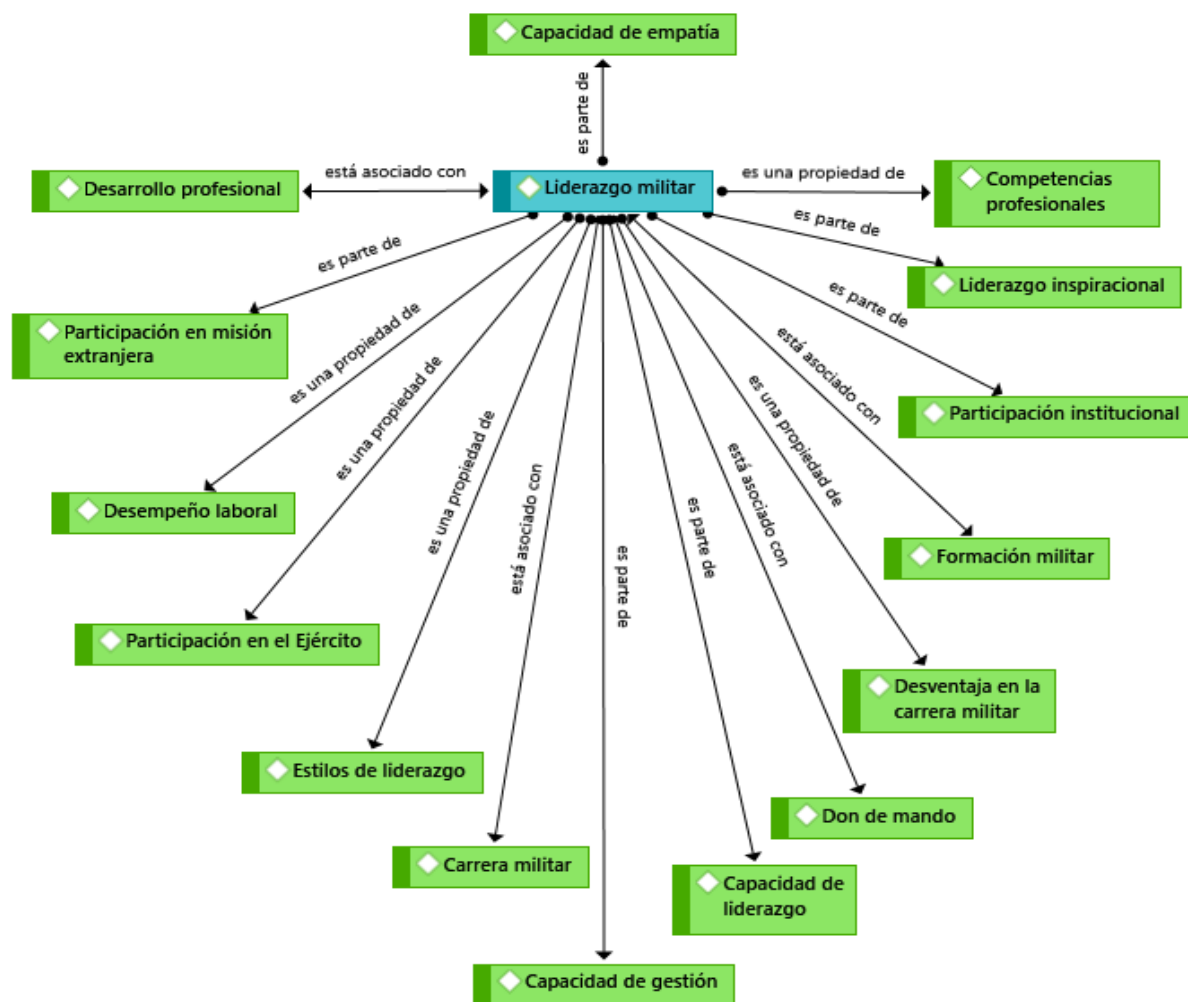 Capacidad de empatía
es parte de
Desarrollo profesional
está asociado con
Liderazgo militar
es una propiedad de
Competencias
profesionales
es parte de
Liderazgo inspiracional
es parte de
Participación en misión
extranjera
es parte de
Participación institucional
es una propiedad de
Desempeño laboral
está asociado con
Formación militar
es una propiedad de
Participación en el Ejército
es una propiedad de
Desventaja en la
carrera militar
es una propiedad de
Estilos de liderazgo
está asociado con
Don de mando
está asociado con
Carrera militar
es parte de
Capacidad de
liderazgo
es parte de
Capacidad de gestión